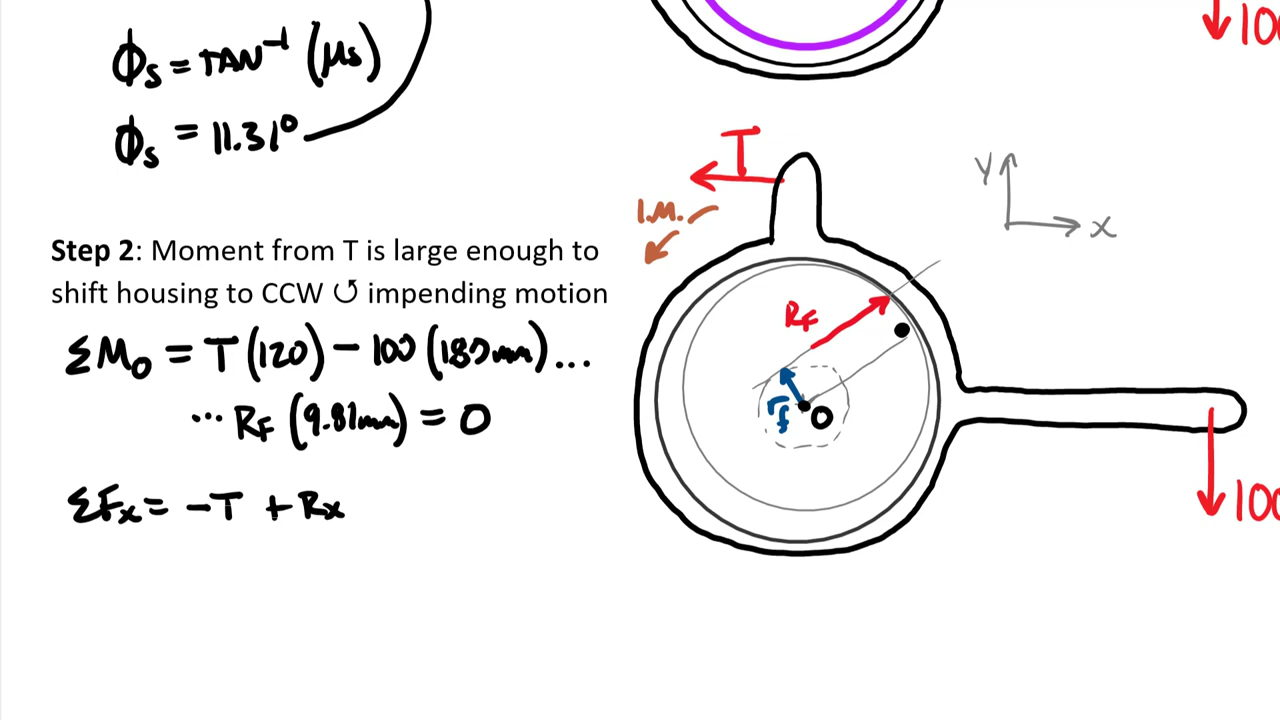 ϕs = TAN⁻¹ (μs)
ϕs = 11.31°
Step 2: Moment from T is large enough to
shift housing to CCW ↺ impending motion
ΣMo = T(120) − 100(180mm)...
... RF (9.81mm) = 0
ΣFx = −T + Rx
100
T
I.M.
Y
X
RF
rf
O
100